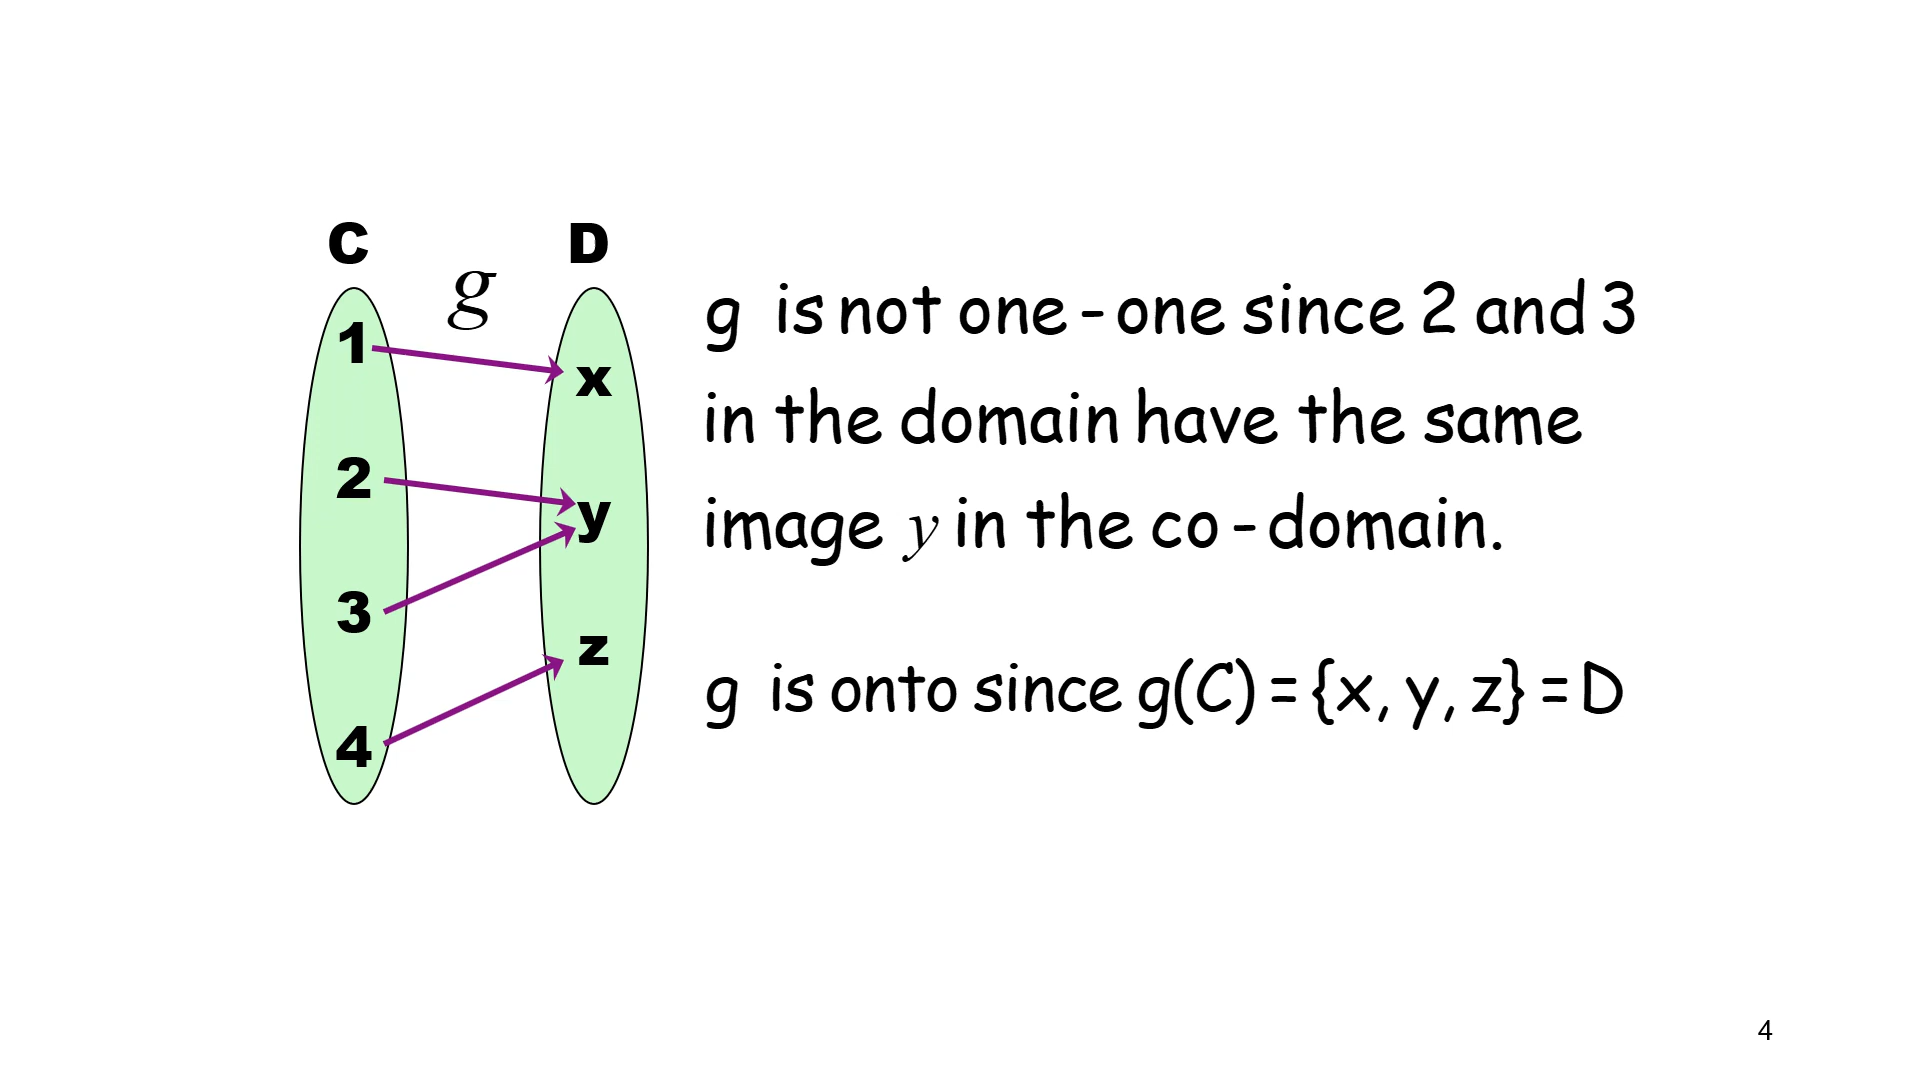 C
D
g
1
2
3
4
x
y
z
g is not one - one since 2 and 3
in the domain have the same
image y in the co - domain.
g is onto since g(C) = {x, y, z} = D
4